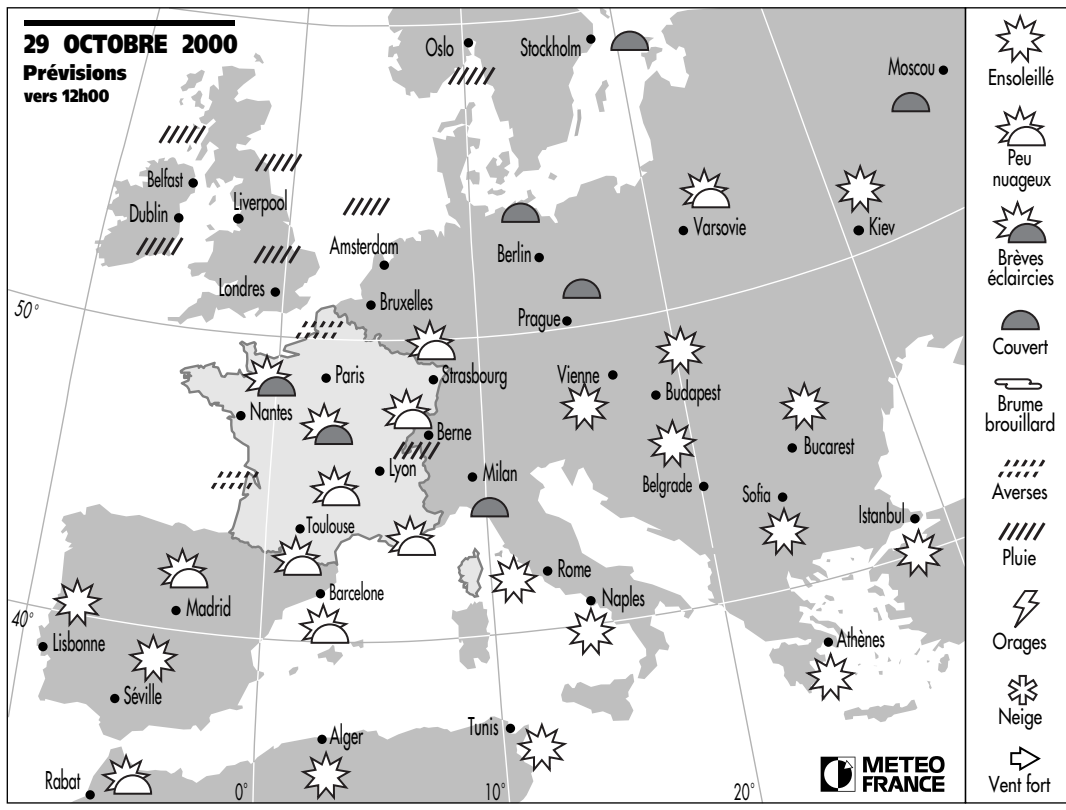 29 OCTOBRE 2000
Prévisions
vers 12h00
Oslo
Stockholm
Moscou
Belfast
Dublin
Liverpool
Varsovie
Kiev
Amsterdam
Berlin
Londres
Bruxelles
Prague
50°
Paris
Strasbourg
Vienne
Budapest
Nantes
Berne
Bucarest
Lyon
Milan
Belgrade
Sofia
Istanbul
Toulouse
Rome
Barcelone
Naples
Madrid
40°
Lisbonne
Athènes
Séville
Tunis
Alger
Rabat
0°
10°
20°
METEO
FRANCE
Ensoleillé
Peu
nuageux
Brèves
éclaircies
Couvert
Brume
brouillard
Averses
Pluie
Orages
Neige
Vent fort